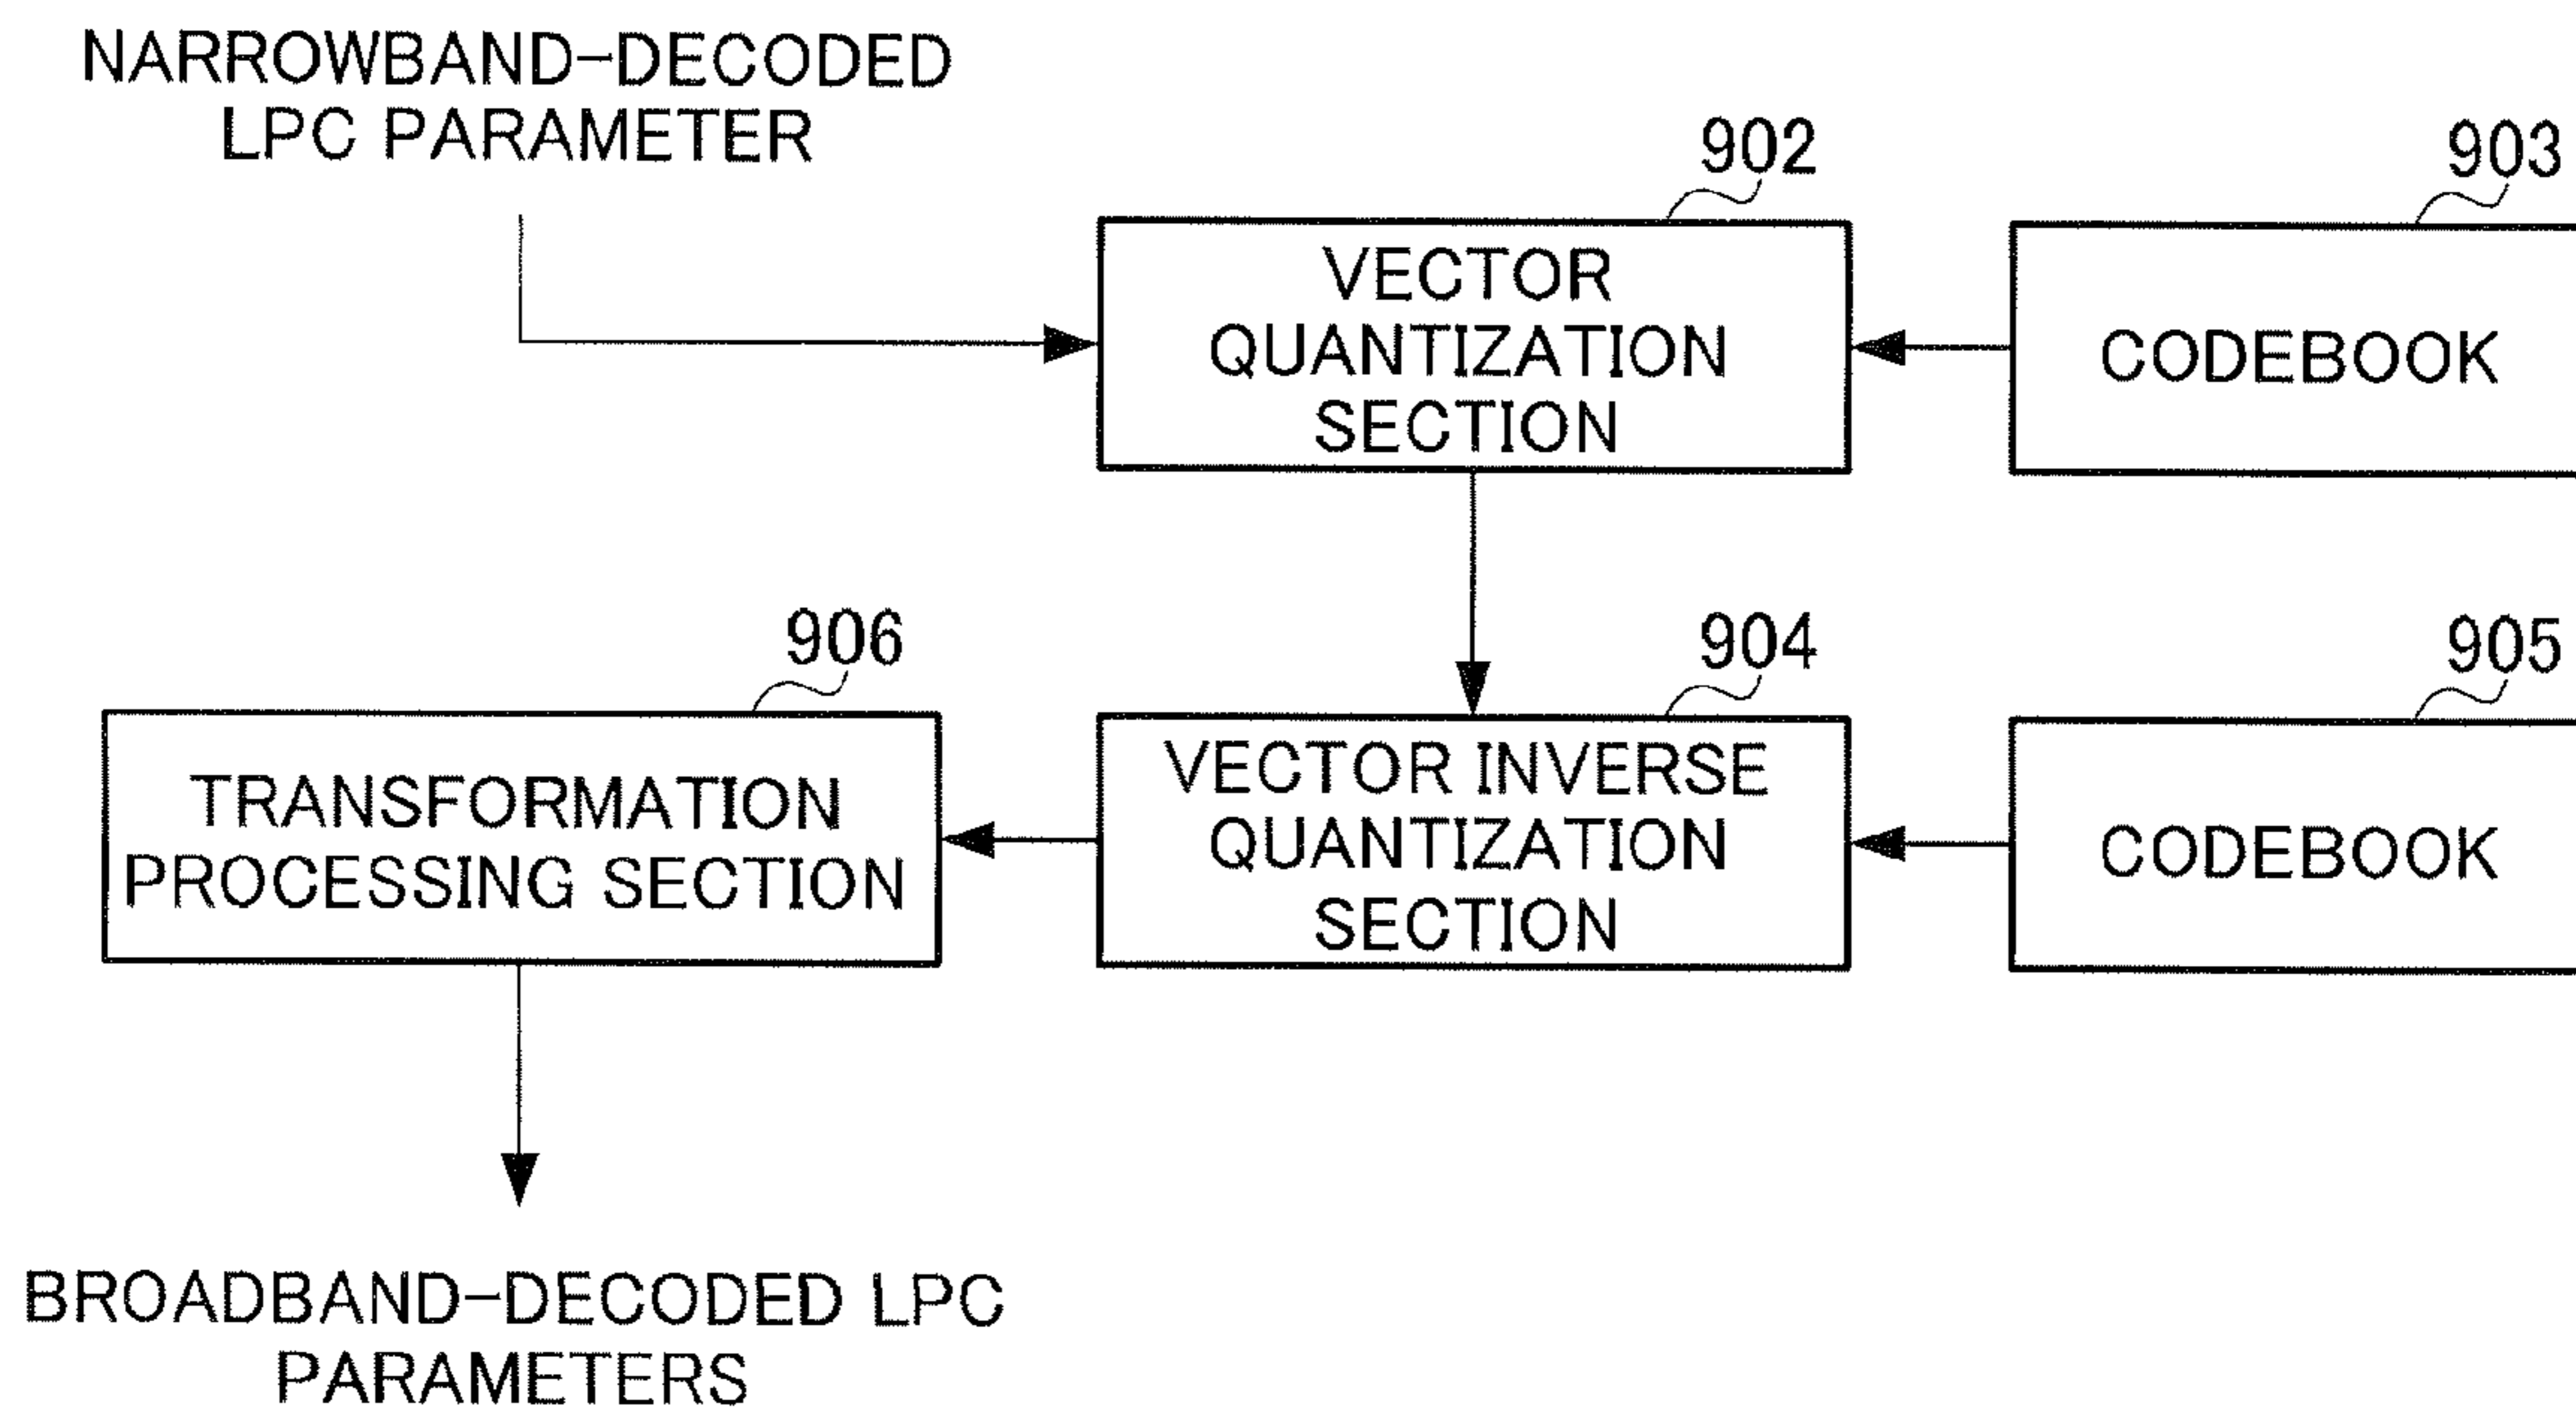 NARROWBAND-DECODED
LPC PARAMETER
902
903
VECTOR
QUANTIZATION
SECTION
CODEBOOK
906
904
905
TRANSFORMATION
PROCESSING SECTION
VECTOR INVERSE
QUANTIZATION
SECTION
CODEBOOK
BROADBAND-DECODED LPC
PARAMETERS